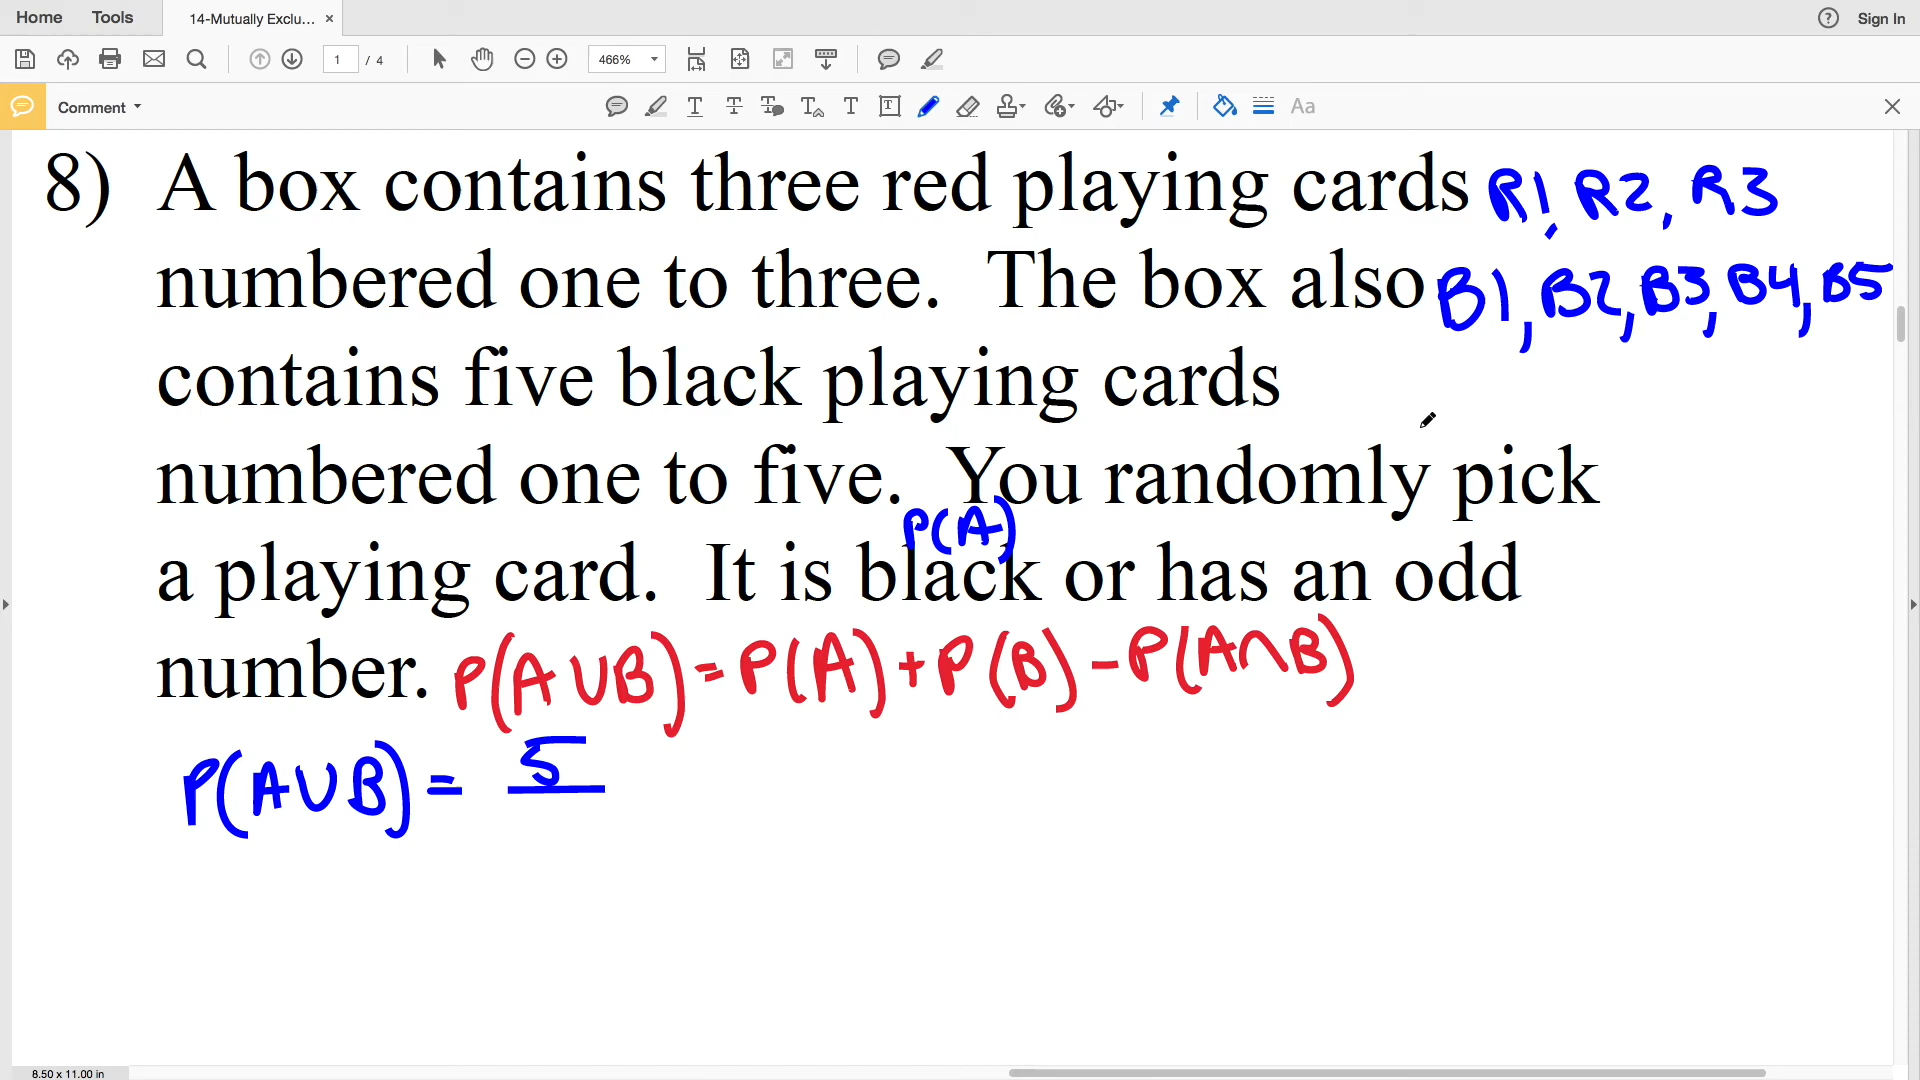 Home Tools 14-Mutually Exclu... × Sign In
1 / 4 466%
Comment Aa
8) A box contains three red playing cards R1, R2, R3
numbered one to three. The box also B1, B2, B3, B4, B5
contains five black playing cards
numbered one to five. You randomly pick
P(A)
a playing card. It is black or has an odd
number. P(A∪B) = P(A) + P(B) - P(A∩B)
P(A∪B) = 5
8.50 x 11.00 in